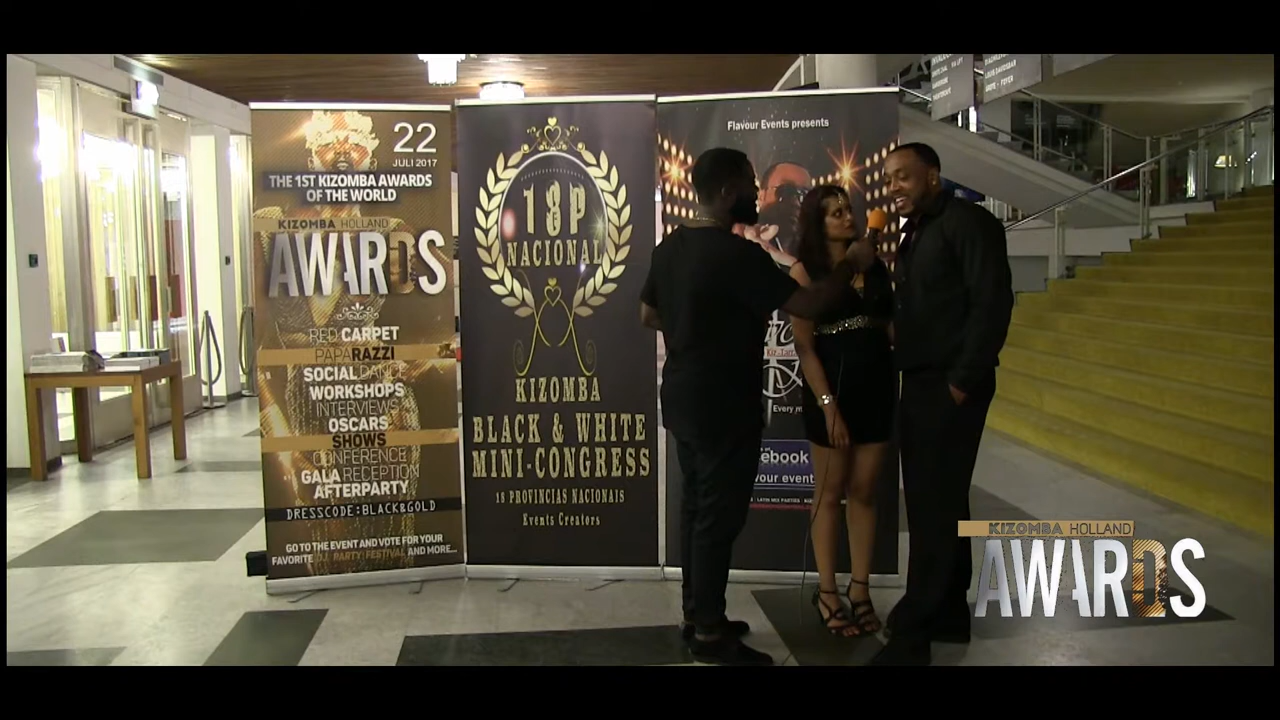 22
JULI 2017
THE 1ST KIZOMBA AWARDS
OF THE WORLD
KIZOMBA HOLLAND
AWARDS
RED CARPET
PAPARAZZI
SOCIAL DANCE
WORKSHOPS
INTERVIEWS
OSCARS
SHOWS
CONFERENCE
GALA RECEPTION
AFTERPARTY
DRESSCODE:BLACK&GOLD
GO TO THE EVENT AND VOTE FOR YOUR
FAVORITE DJ, PARTY, FESTIVAL AND MORE...
18P
NACIONAL
KIZOMBA
BLACK & WHITE
MINI-CONGRESS
18 PROVINCIAS NACIONAIS
Events Creators
Flavour Events presents
Every m
ebook
vour event
KIZOMBA HOLLAND
AWARDS